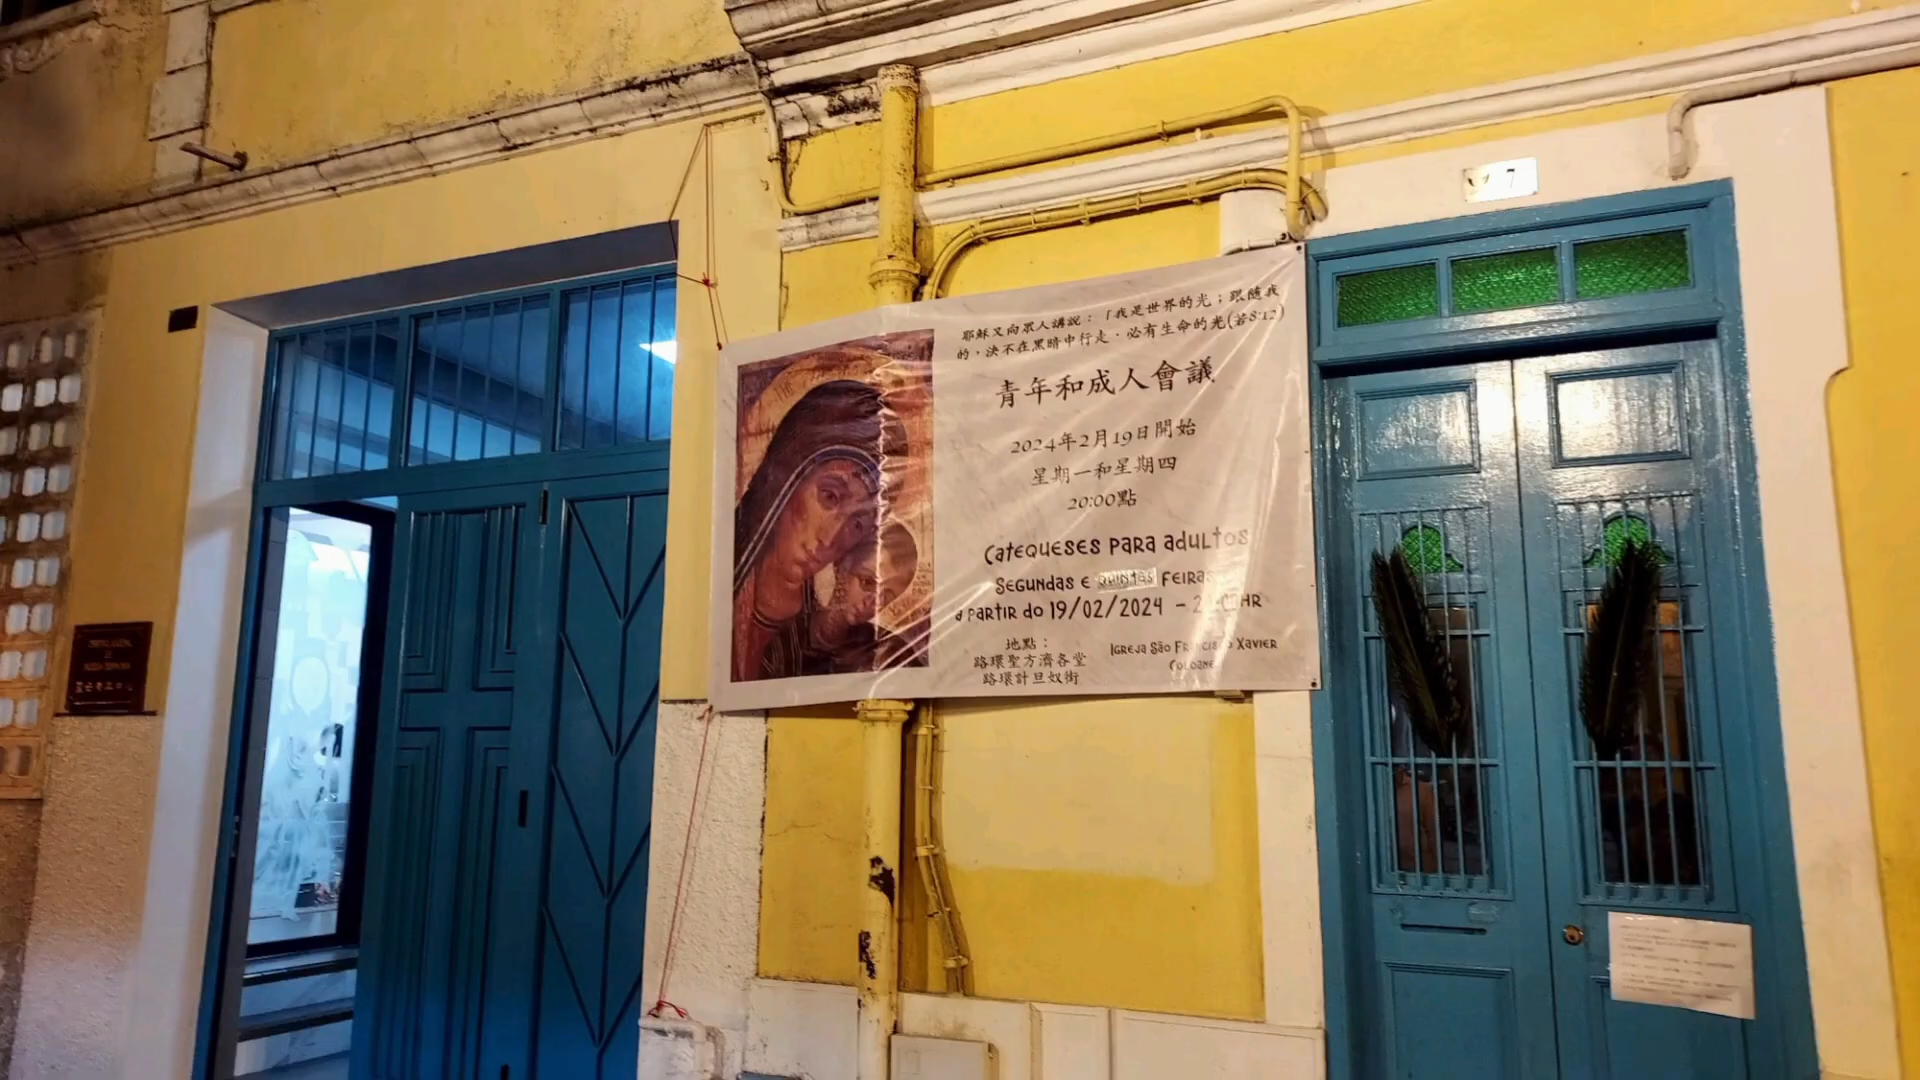 耶穌又向眾人講說：「我是世界的光；跟隨我
的，決不在黑暗中行走．必有生命的光(若8:12)
青年和成人會議
2024年2月19日開始
星期一和星期四
20:00點
Catequeses para adultos
Segundas e quintas feiras
a partir do 19/02/2024 - HR
地點：
路環聖方濟各堂
路環計旦奴街
Igreja São Francisco Xavier
Coloane
7